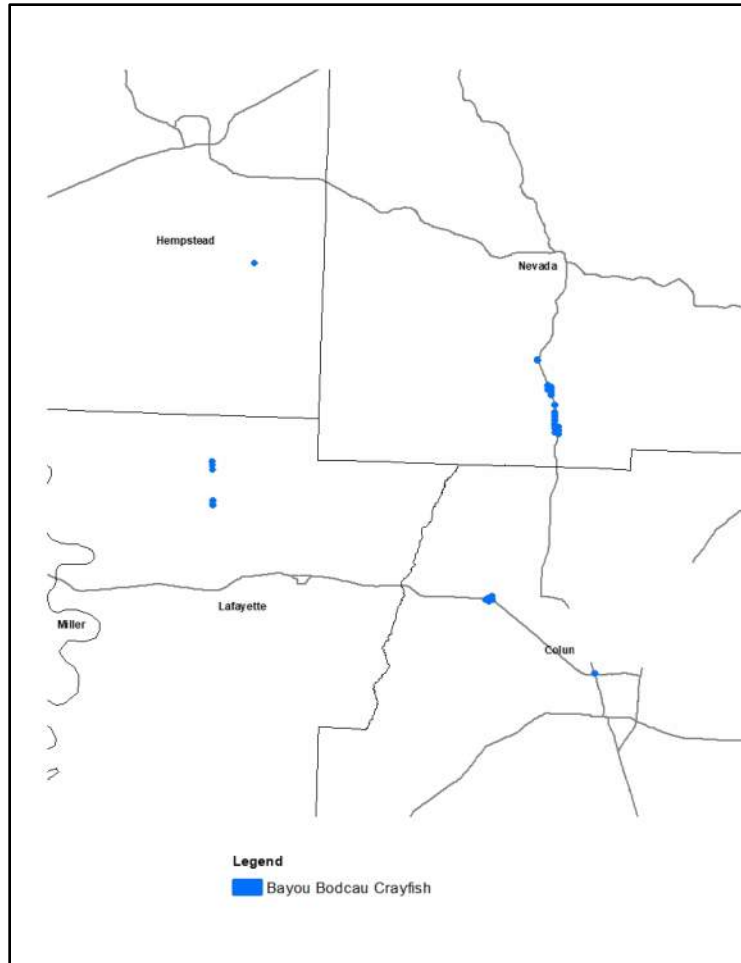 Hempstead
Nevada
Lafayette
Miller
Colun
Legend
Bayou Bodcau Crayfish